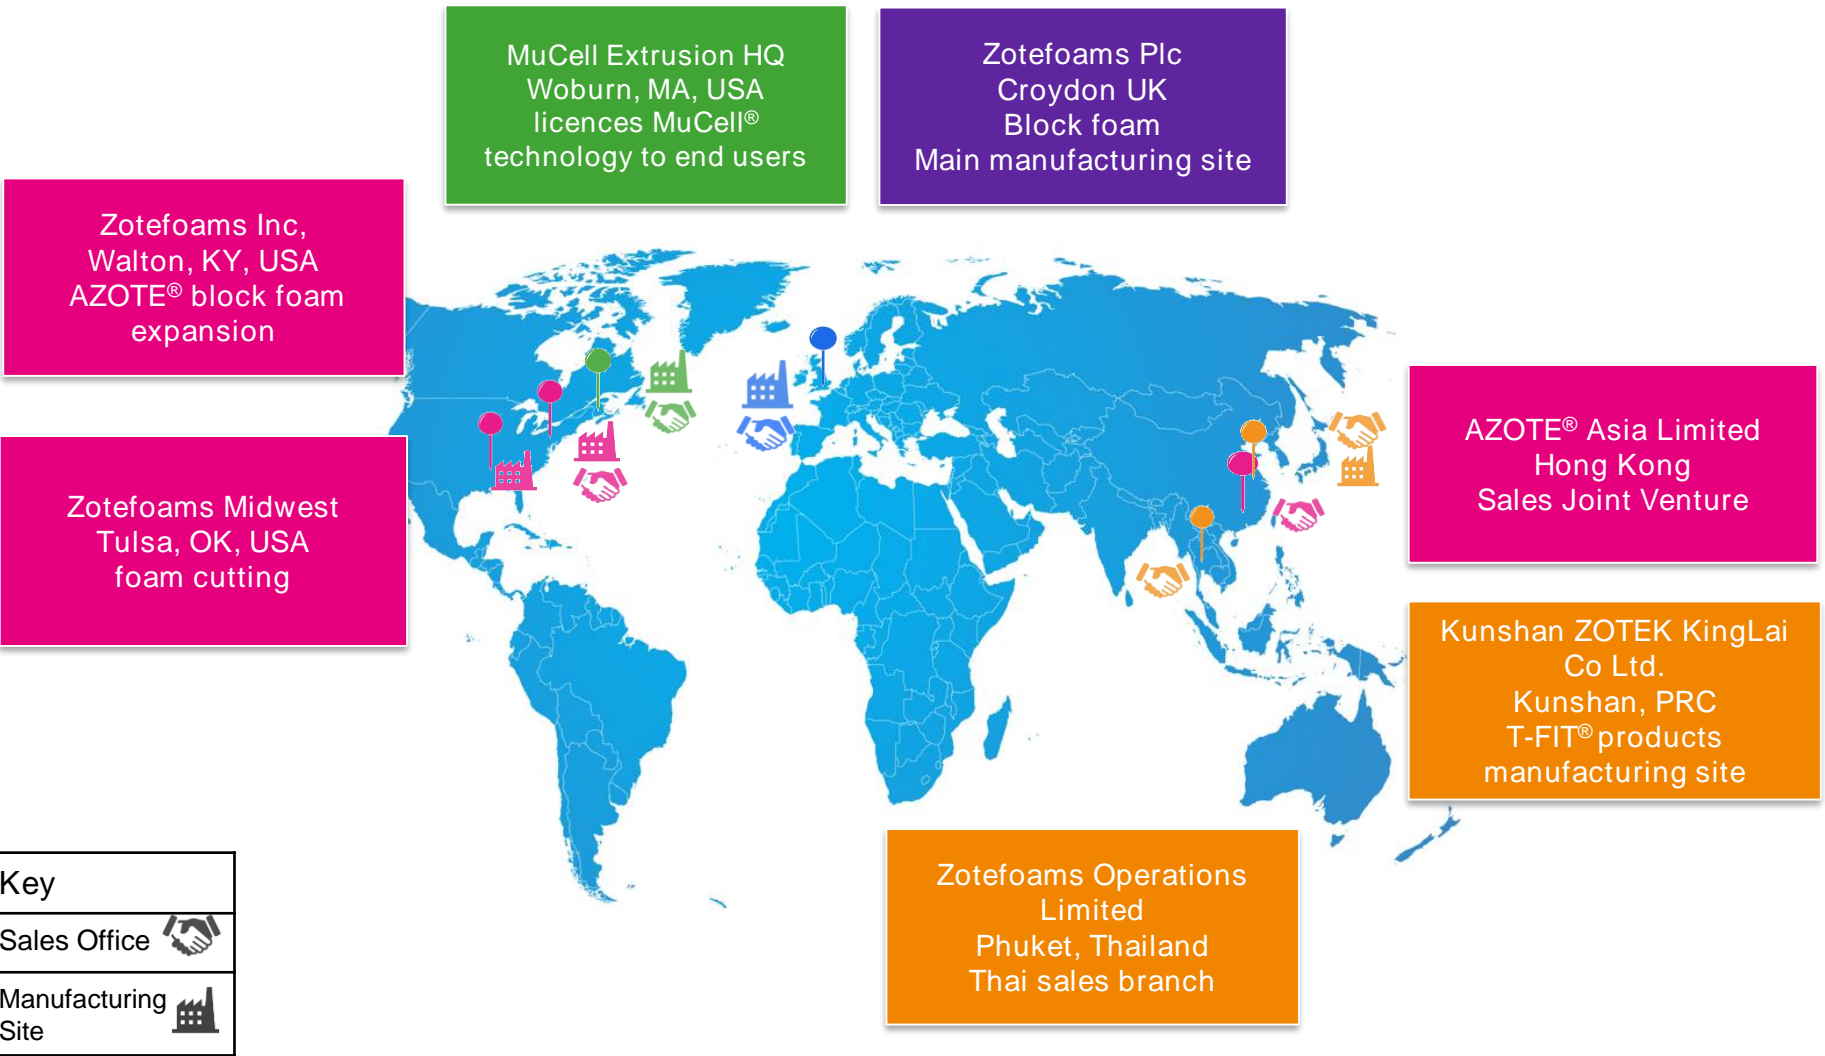 MuCell Extrusion HQ
Woburn, MA, USA
licences MuCell®
technology to end users
Zotefoams Plc
Croydon UK
Block foam
Main manufacturing site
Zotefoams Inc,
Walton, KY, USA
AZOTE® block foam
expansion
Zotefoams Midwest
Tulsa, OK, USA
foam cutting
AZOTE® Asia Limited
Hong Kong
Sales Joint Venture
Kunshan ZOTEK KingLai
Co Ltd.
Kunshan, PRC
T-FIT® products
manufacturing site
Zotefoams Operations
Limited
Phuket, Thailand
Thai sales branch
Key
Sales Office
Manufacturing
Site